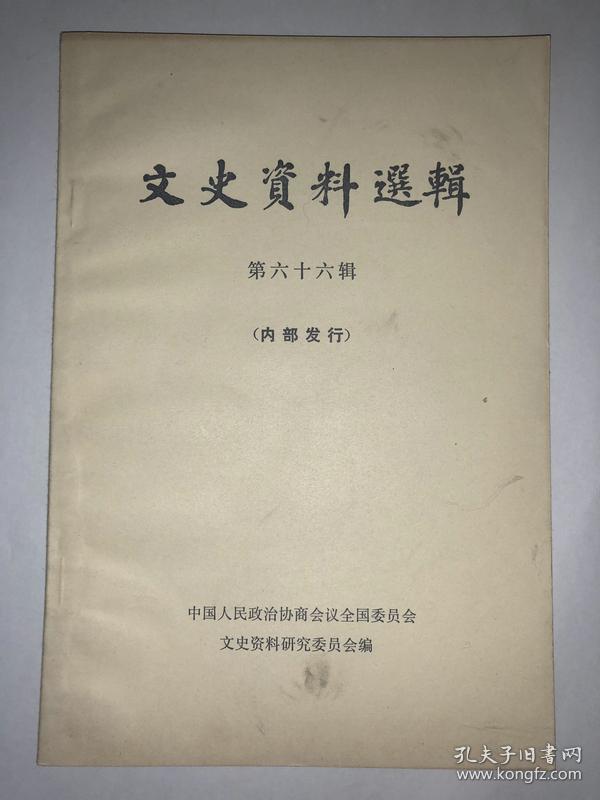 文史資料選輯
第六十六辑
（内部发行）
中国人民政治协商会议全国委员会
文史资料研究委员会编
孔夫子旧書网
www.kongfz.com